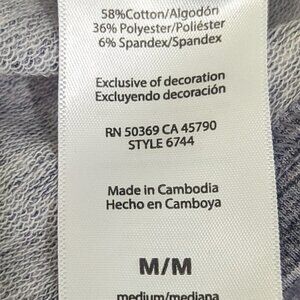 58%Cotton/Algodón
36% Polyester/Poliéster
6% Spandex/Spandex
Exclusive of decoration
Excluyendo decoración
RN 50369 CA 45790
STYLE 6744
Made in Cambodia
Hecho en Camboya
M/M
medium/mediana